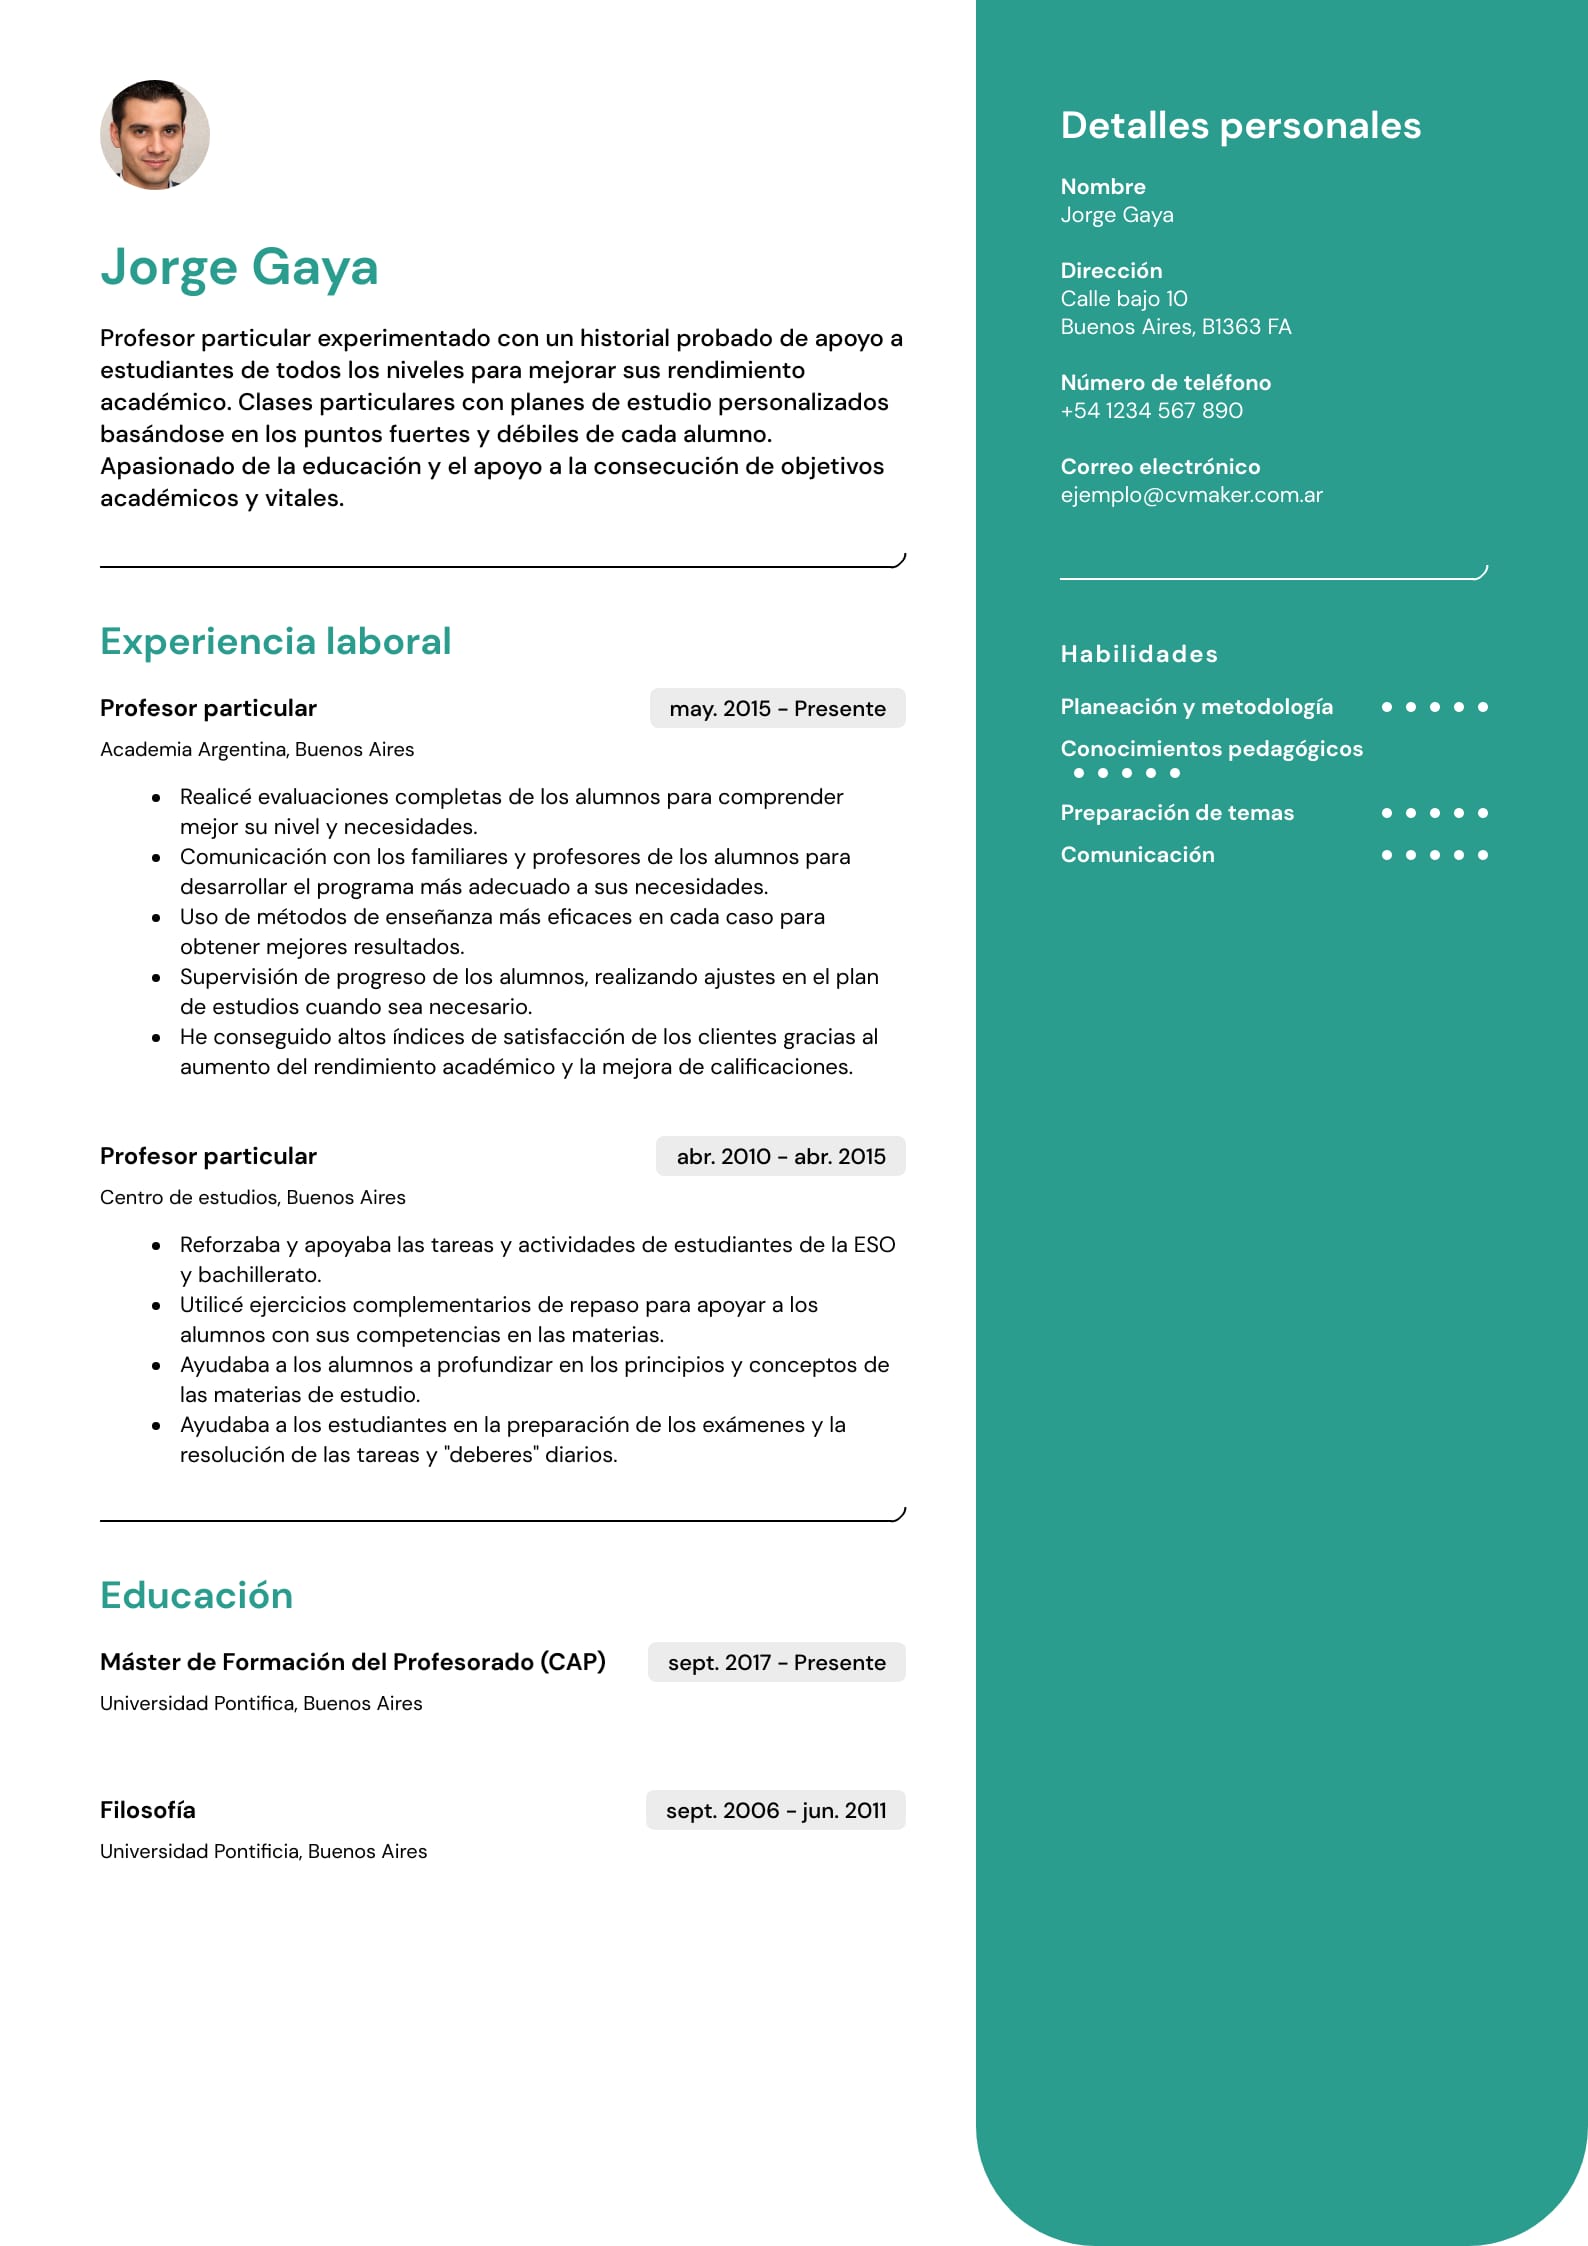 Jorge Gaya
Profesor particular experimentado con un historial probado de apoyo a
estudiantes de todos los niveles para mejorar sus rendimiento
académico. Clases particulares con planes de estudio personalizados
basándose en los puntos fuertes y débiles de cada alumno.
Apasionado de la educación y el apoyo a la consecución de objetivos
académicos y vitales.
Experiencia laboral
Profesor particular may. 2015 - Presente
Academia Argentina, Buenos Aires
• Realicé evaluaciones completas de los alumnos para comprender
mejor su nivel y necesidades.
• Comunicación con los familiares y profesores de los alumnos para
desarrollar el programa más adecuado a sus necesidades.
• Uso de métodos de enseñanza más eficaces en cada caso para
obtener mejores resultados.
• Supervisión de progreso de los alumnos, realizando ajustes en el plan
de estudios cuando sea necesario.
• He conseguido altos índices de satisfacción de los clientes gracias al
aumento del rendimiento académico y la mejora de calificaciones.
Profesor particular abr. 2010 - abr. 2015
Centro de estudios, Buenos Aires
• Reforzaba y apoyaba las tareas y actividades de estudiantes de la ESO
y bachillerato.
• Utilicé ejercicios complementarios de repaso para apoyar a los
alumnos con sus competencias en las materias.
• Ayudaba a los alumnos a profundizar en los principios y conceptos de
las materias de estudio.
• Ayudaba a los estudiantes en la preparación de los exámenes y la
resolución de las tareas y "deberes" diarios.
Educación
Máster de Formación del Profesorado (CAP) sept. 2017 - Presente
Universidad Pontifica, Buenos Aires
Filosofía sept. 2006 - jun. 2011
Universidad Pontificia, Buenos Aires
Detalles personales
Nombre
Jorge Gaya
Dirección
Calle bajo 10
Buenos Aires, B1363 FA
Número de teléfono
+54 1234 567 890
Correo electrónico
ejemplo@cvmaker.com.ar
Habilidades
Planeación y metodología
Conocimientos pedagógicos
Preparación de temas
Comunicación